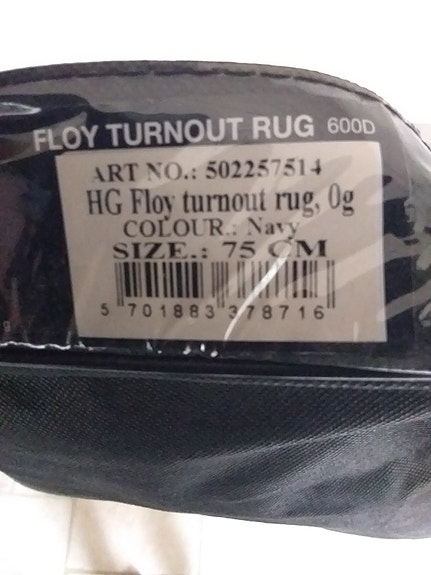 FLOY TURNOUT RUG 600D
ART NO.: 502257514
HG Floy turnout rug, 0g
COLOUR.: Navy
SIZE.: 75 CM
5 701883 378716